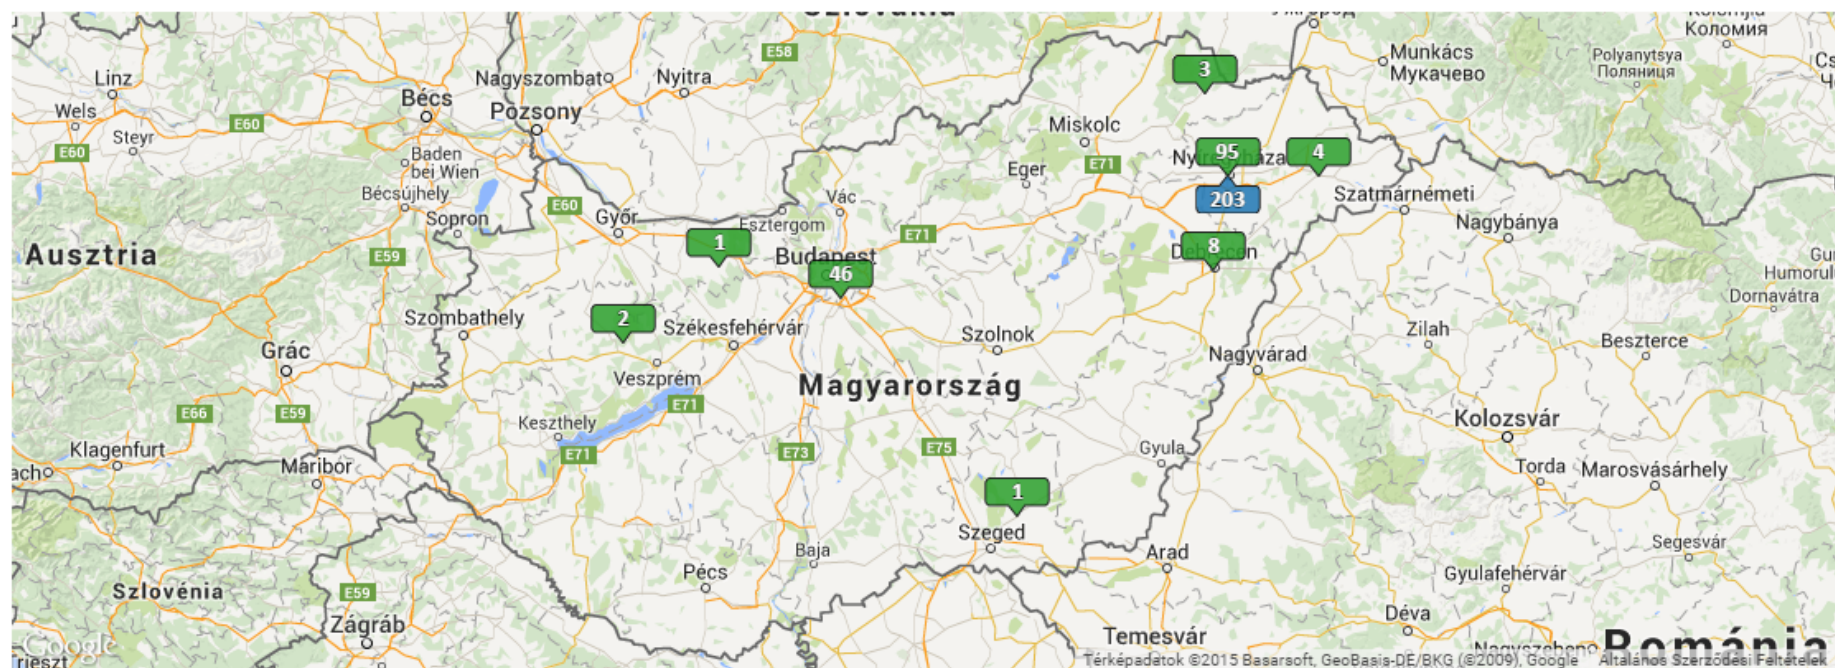 Szlovákia
Linz
Wels
Steyr
E60
E60
Bécs
Nagyszombat
Nyitra
E58
Pozsony
Baden
bei Wien
Bécsújhely
Sopron
E60
Győr
Esztergom
Vác
Miskolc
Eger
E71
3
95
4
203
8
Munkács
Мукачево
Polyanytsya
Поляниця
Коломия
Szatmárnémeti
Nagybánya
Ausztria
E59
1
Budapest
46
E71
Debrecen
Humorului
Dornavátra
Szombathely
2
Székesfehérvár
Szolnok
Nagyvárad
Zilah
Beszterce
Grác
Veszprém
Magyarország
E66
E59
Keszthely
E71
E71
E73
E75
Gyula
Kolozsvár
Klagenfurt
Maribor
Torda
Marosvásárhely
1
Szeged
Baja
Arad
Segesvár
Pécs
Gyulafehérvár
Szlovénia
E59
Zágráb
Déva
Temesvár
Románia
Google
Térképadatok ©2015 Basarsoft, GeoBasis-DE/BKG (©2009), Google
Általános Szerződési Feltételek